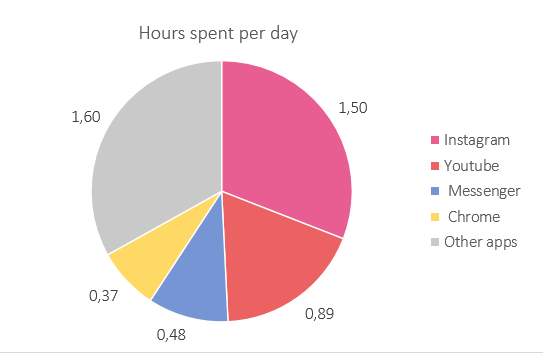 Hours spent per day
1,60
1,50
0,37
0,48
0,89
Instagram
Youtube
Messenger
Chrome
Other apps